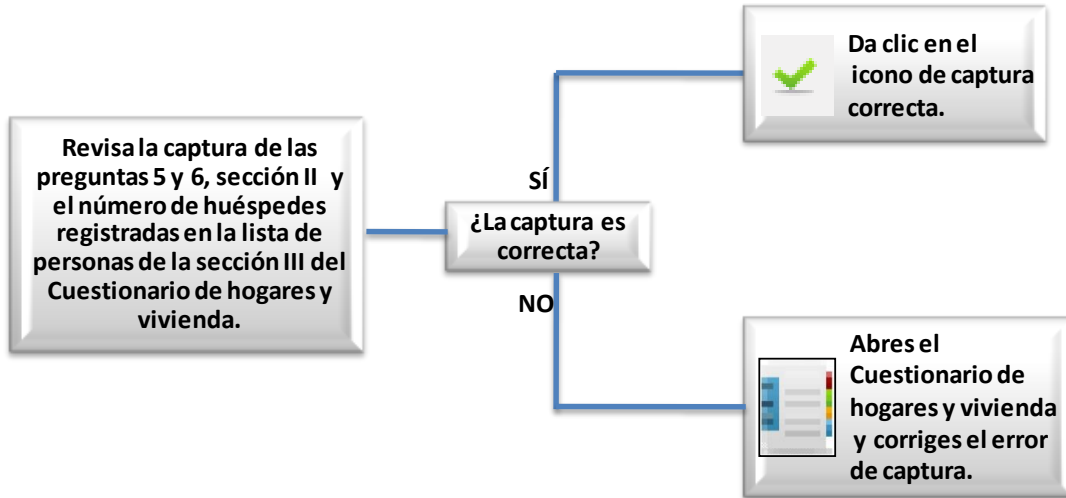 Revisa la captura de las
preguntas 5 y 6, sección II y
el número de huéspedes
registradas en la lista de
personas de la sección III del
Cuestionario de hogares y
vivienda.
¿La captura es
correcta?
SÍ
Da clic en el
icono de captura
correcta.
NO
Abres el
Cuestionario de
hogares y vivienda
y corriges el error
de captura.